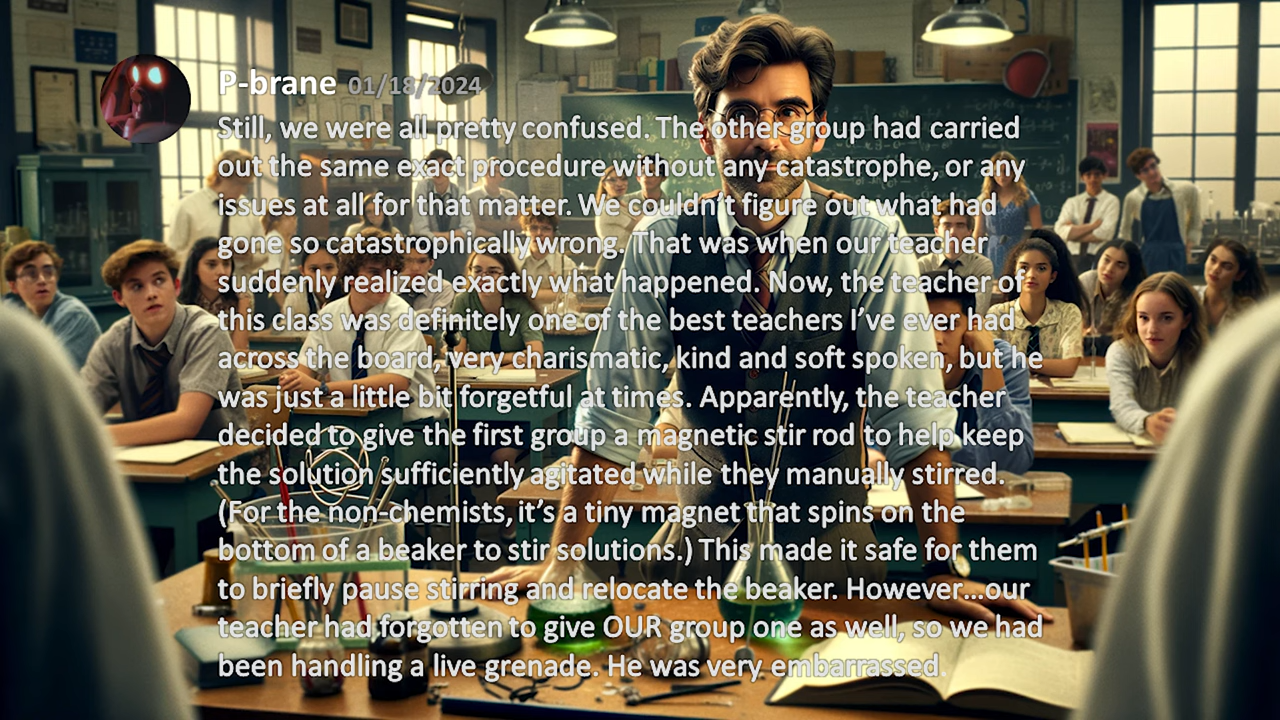 P-brane 01/18/2024
Still, we were all pretty confused. The other group had carried
out the same exact procedure without any catastrophe, or any
issues at all for that matter. We couldn't figure out what had
gone so catastrophically wrong. That was when our teacher
suddenly realized exactly what happened. Now, the teacher of
this class was definitely one of the best teachers I've ever had
across the board, very charismatic, kind and soft spoken, but he
was just a little bit forgetful at times. Apparently, the teacher
decided to give the first group a magnetic stir rod to help keep
the solution sufficiently agitated while they manually stirred.
(For the non-chemists, it's a tiny magnet that spins on the
bottom of a beaker to stir solutions.) This made it safe for them
to briefly pause stirring and relocate the beaker. However...our
teacher had forgotten to give OUR group one as well, so we had
been handling a live grenade. He was very embarrassed.